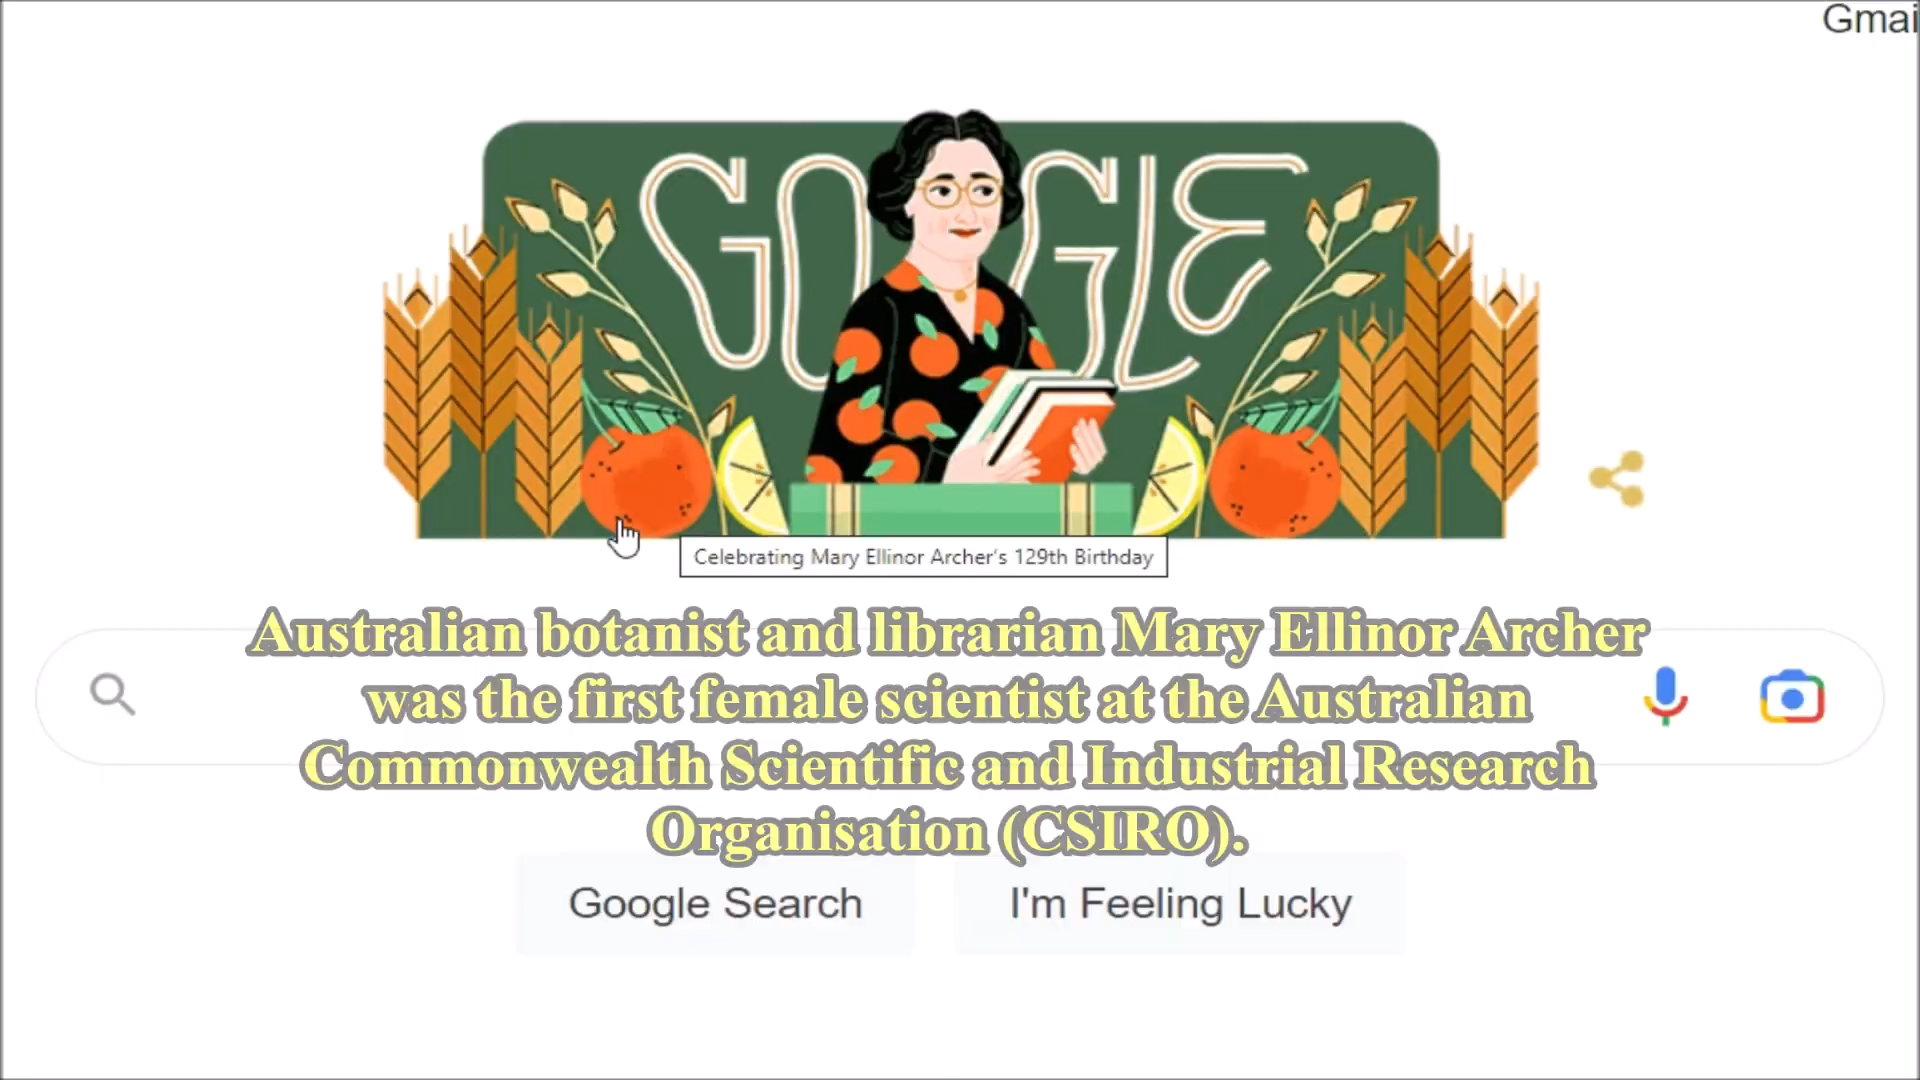 Gmai
GOOGLE
Celebrating Mary Ellinor Archer's 129th Birthday
Australian botanist and librarian Mary Ellinor Archer
was the first female scientist at the Australian
Commonwealth Scientific and Industrial Research
Organisation (CSIRO).
Google Search
I'm Feeling Lucky